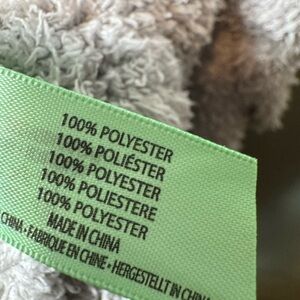 100% POLYESTER
100% POLIÉSTER
100% POLYESTER
100% POLIESTERE
100% POLYESTER
MADE IN CHINA
CHINA • FABRIQUE EN CHINE • HERGESTELLT IN CHINA